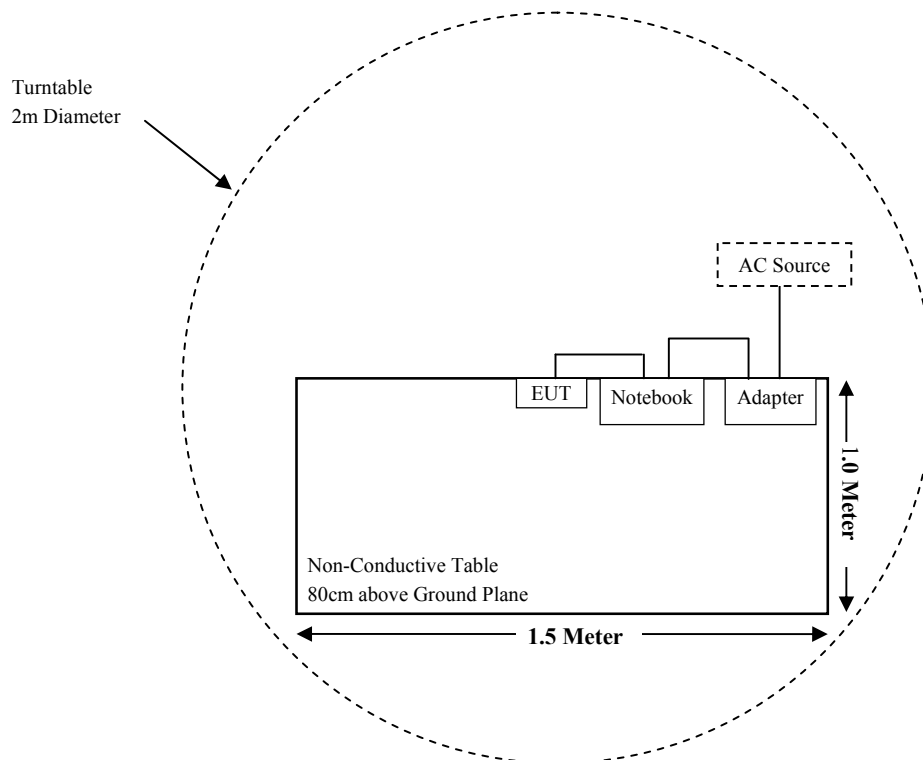 Turntable
2m Diameter
AC Source
EUT
Notebook
Adapter
1.0 Meter
Non-Conductive Table
80cm above Ground Plane
1.5 Meter